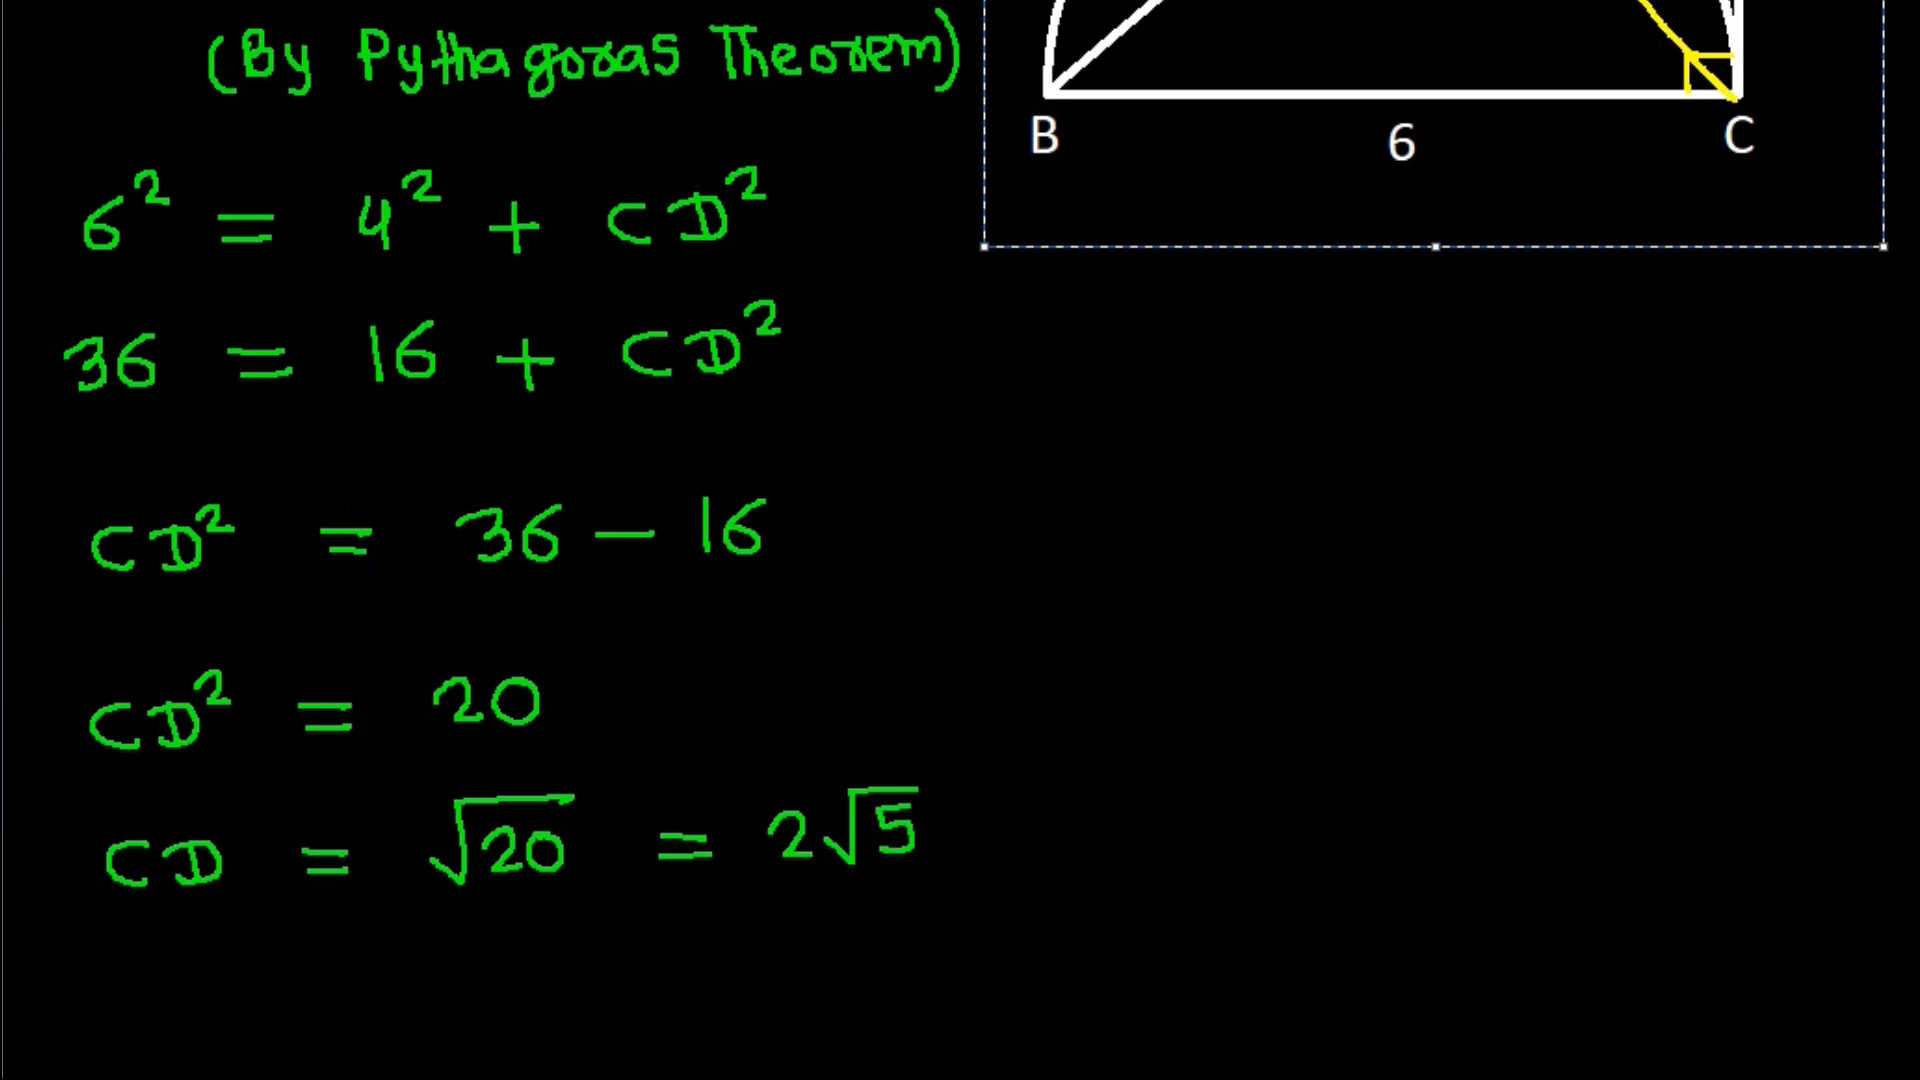 (By Pythagoras Theorem)
B 6 C
6² = 4² + CD²
36 = 16 + CD²
CD² = 36 - 16
CD² = 20
CD = √20 = 2√5